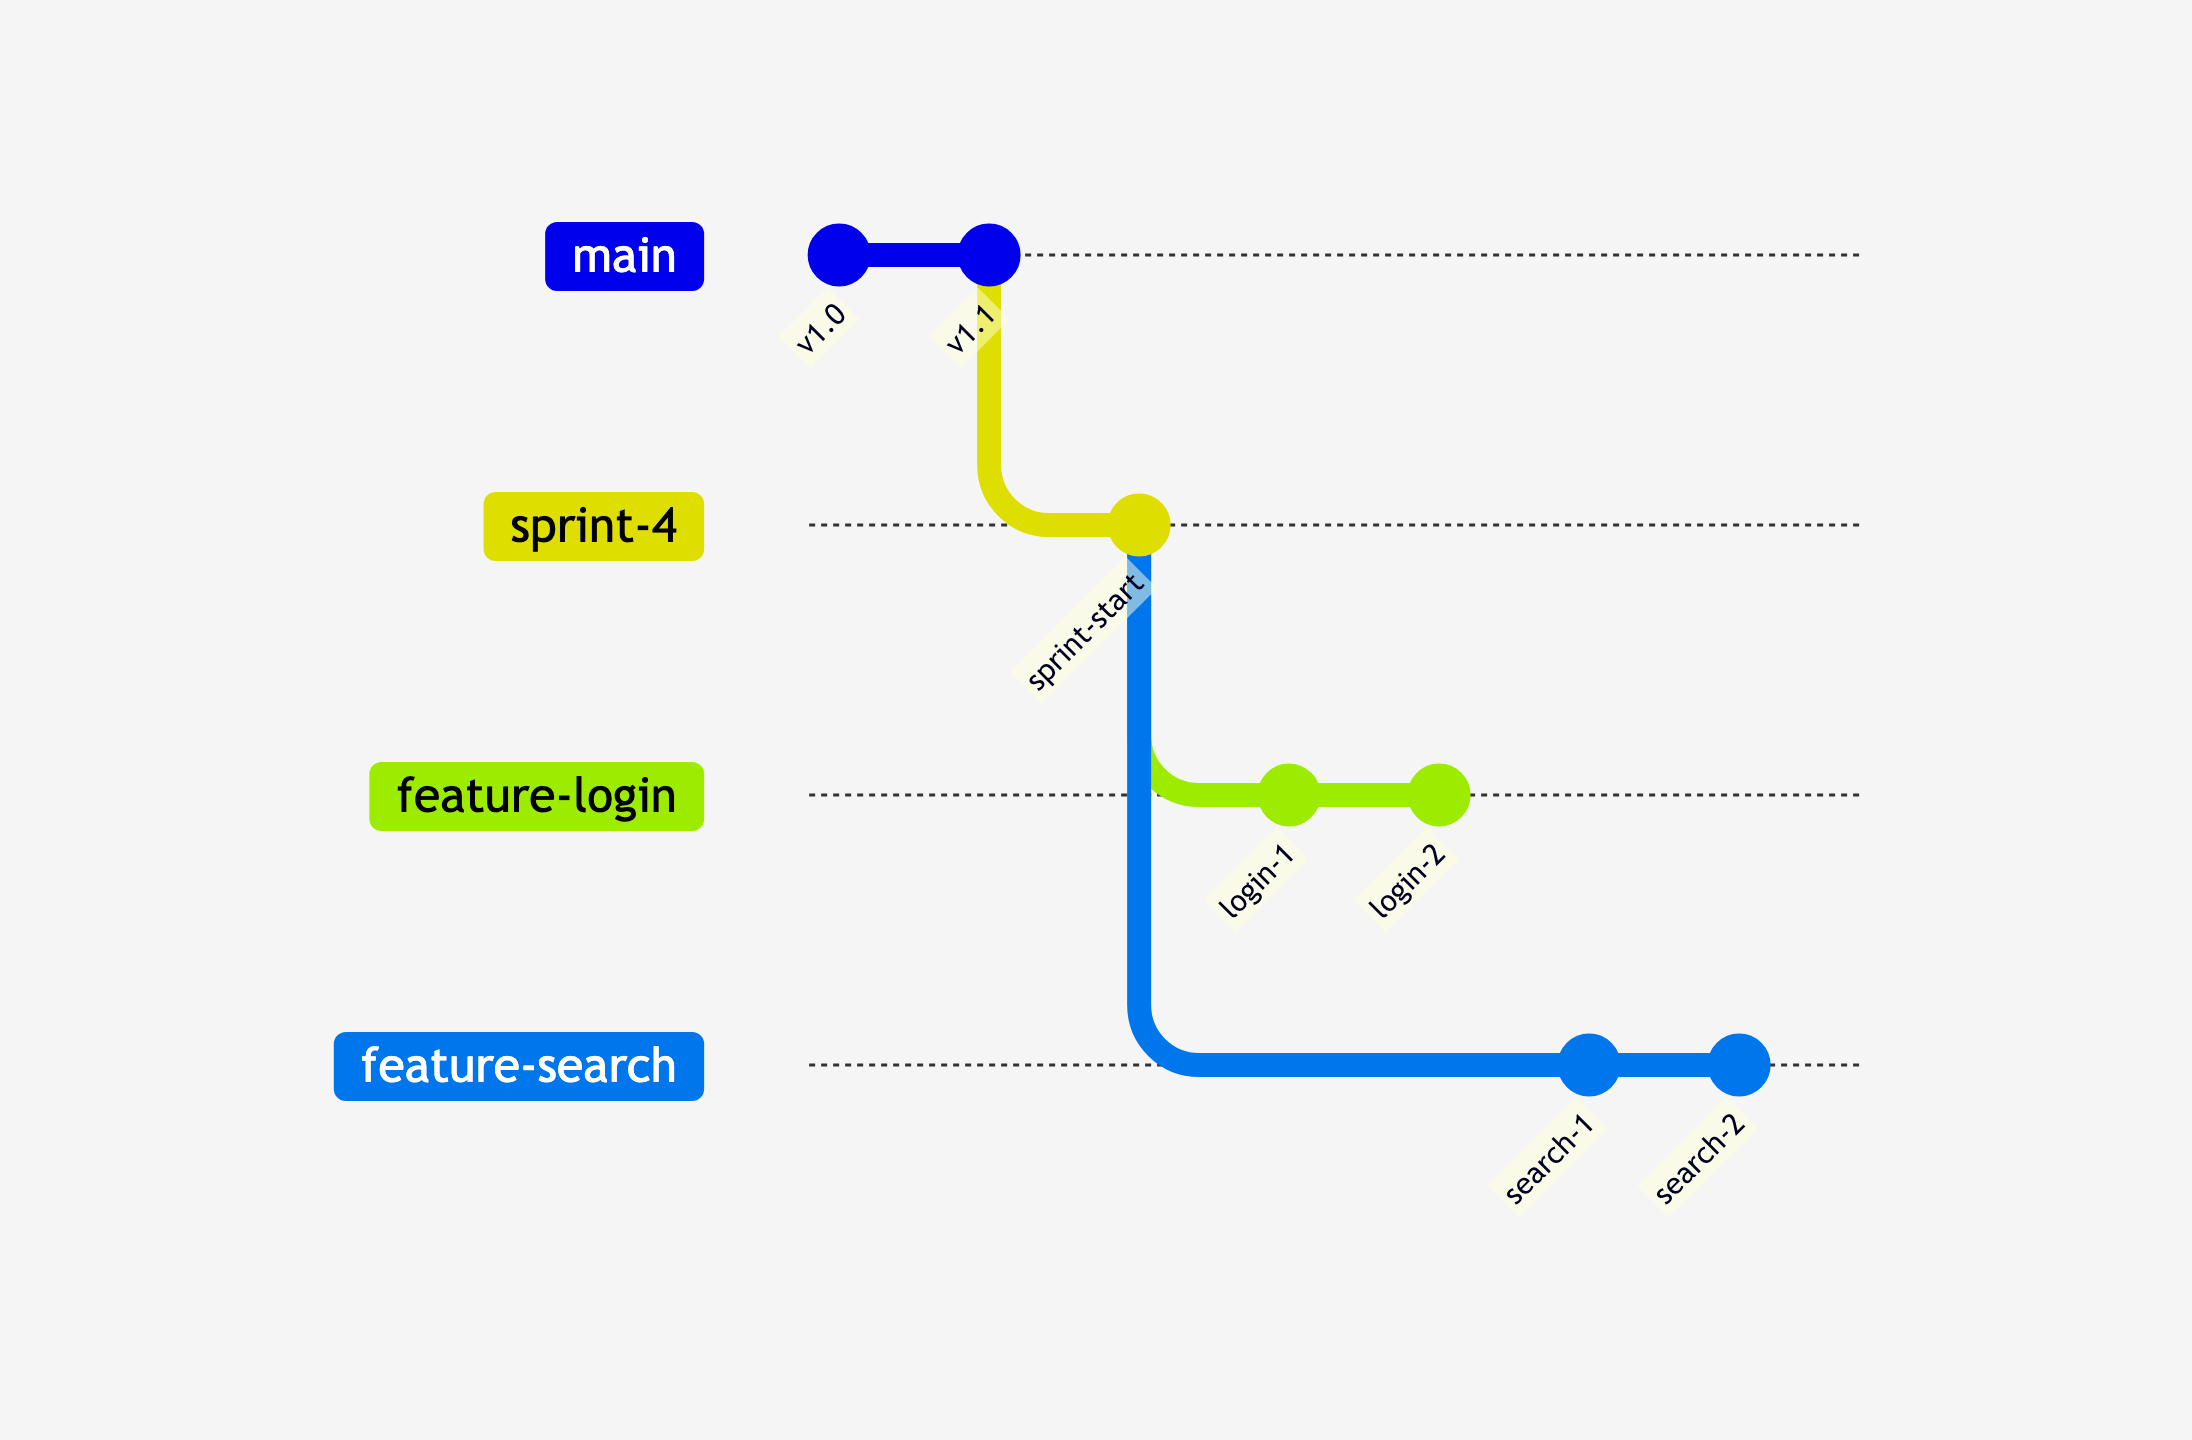 main
v1.0
v1.1
sprint-4
sprint-start
feature-login
login-1
login-2
feature-search
search-1
search-2